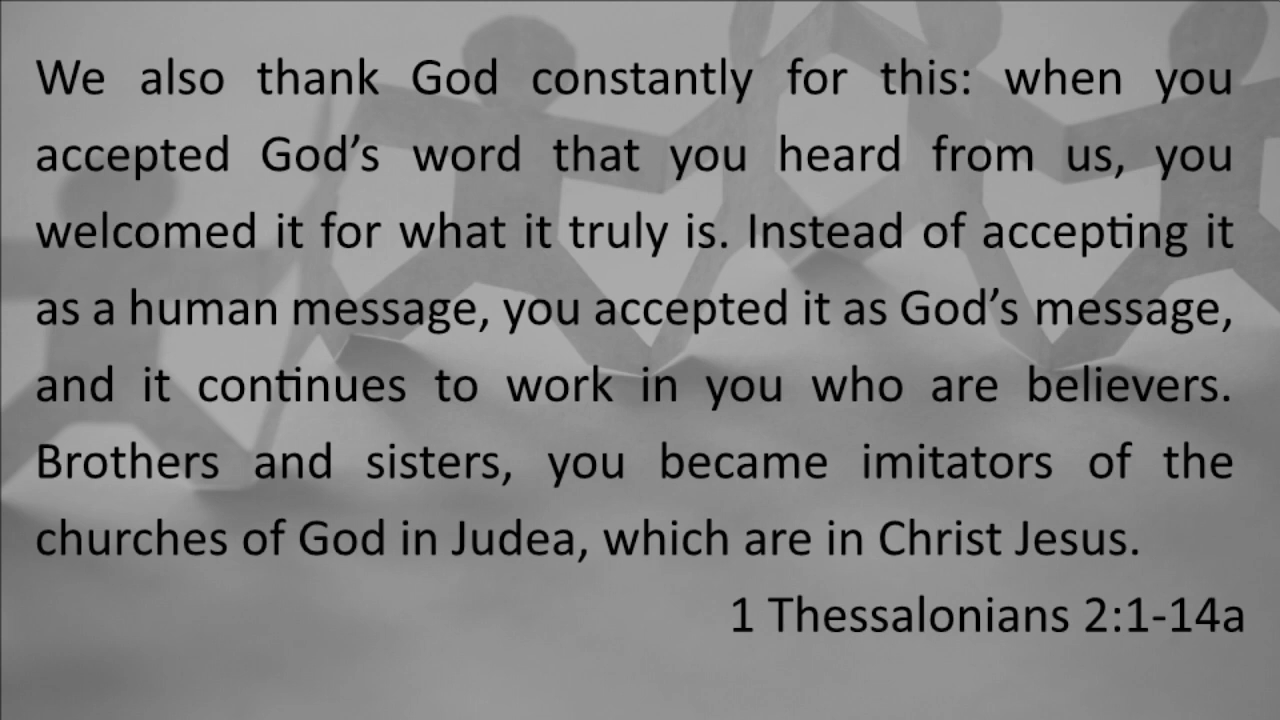 We also thank God constantly for this: when you
accepted God’s word that you heard from us, you
welcomed it for what it truly is. Instead of accepting it
as a human message, you accepted it as God’s message,
and it continues to work in you who are believers.
Brothers and sisters, you became imitators of the
churches of God in Judea, which are in Christ Jesus.
1 Thessalonians 2:1-14a